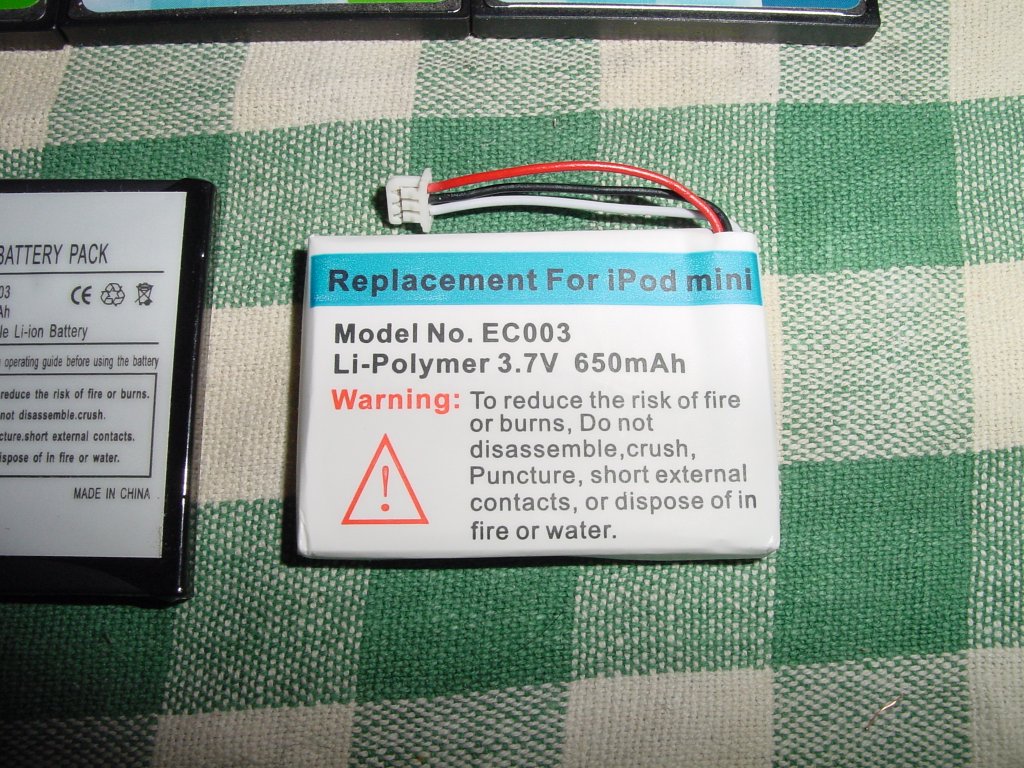 BATTERY PACK
03
Ah
le Li-ion Battery
operating guide before using the battery
reduce the risk of fire or burns.
not disassemble.crush.
cture.short external contacts.
ispose of in fire or water.
MADE IN CHINA
Replacement For iPod mini
Model No. EC003
Li-Polymer 3.7V 650mAh
Warning: To reduce the risk of fire
or burns, Do not
disassemble,crush,
Puncture, short external
contacts, or dispose of in
fire or water.